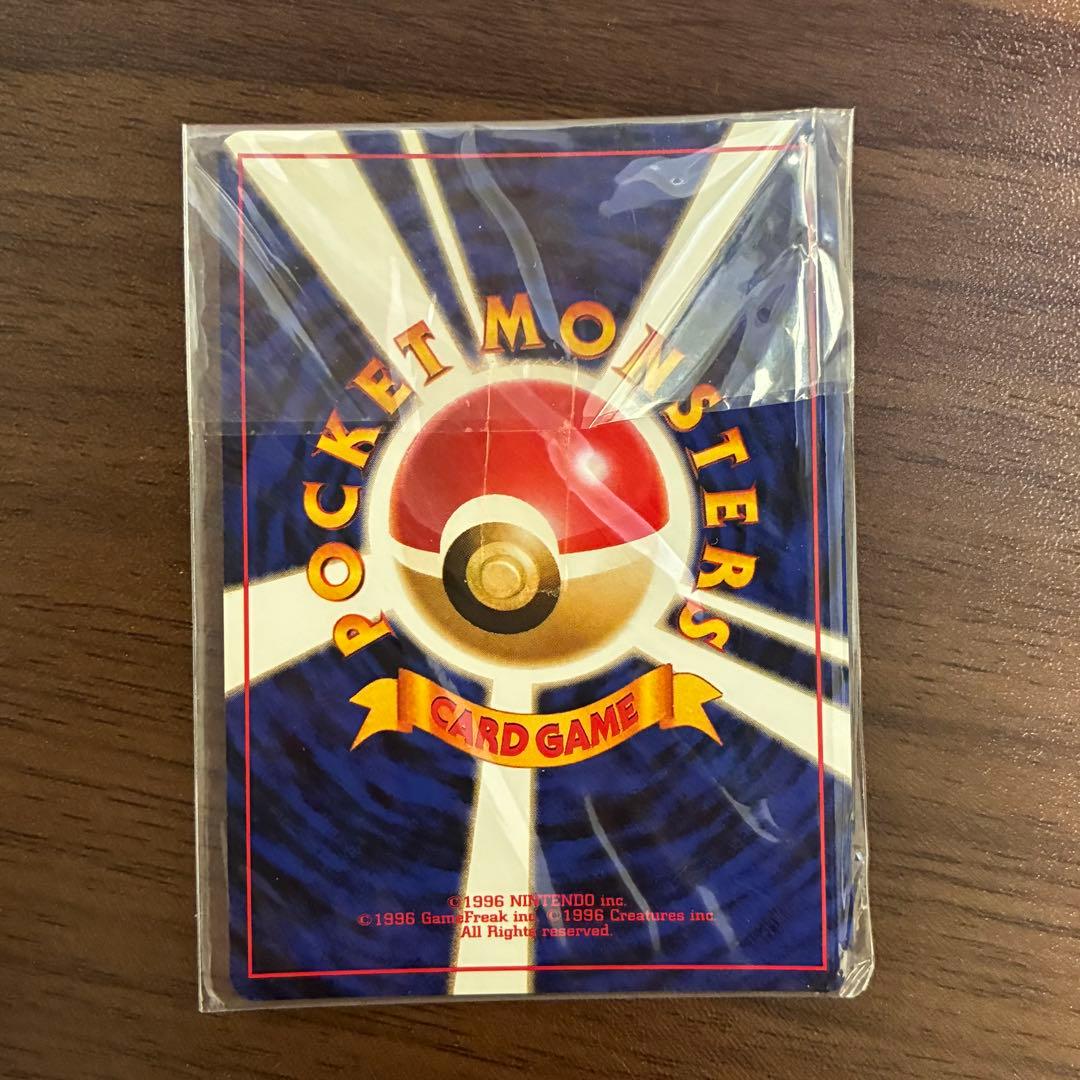 POCKET MONSTERS
CARD GAME
©1996 NINTENDO inc.
©1996 GameFreak inc. ©1996 Creatures inc.
All Rights reserved.